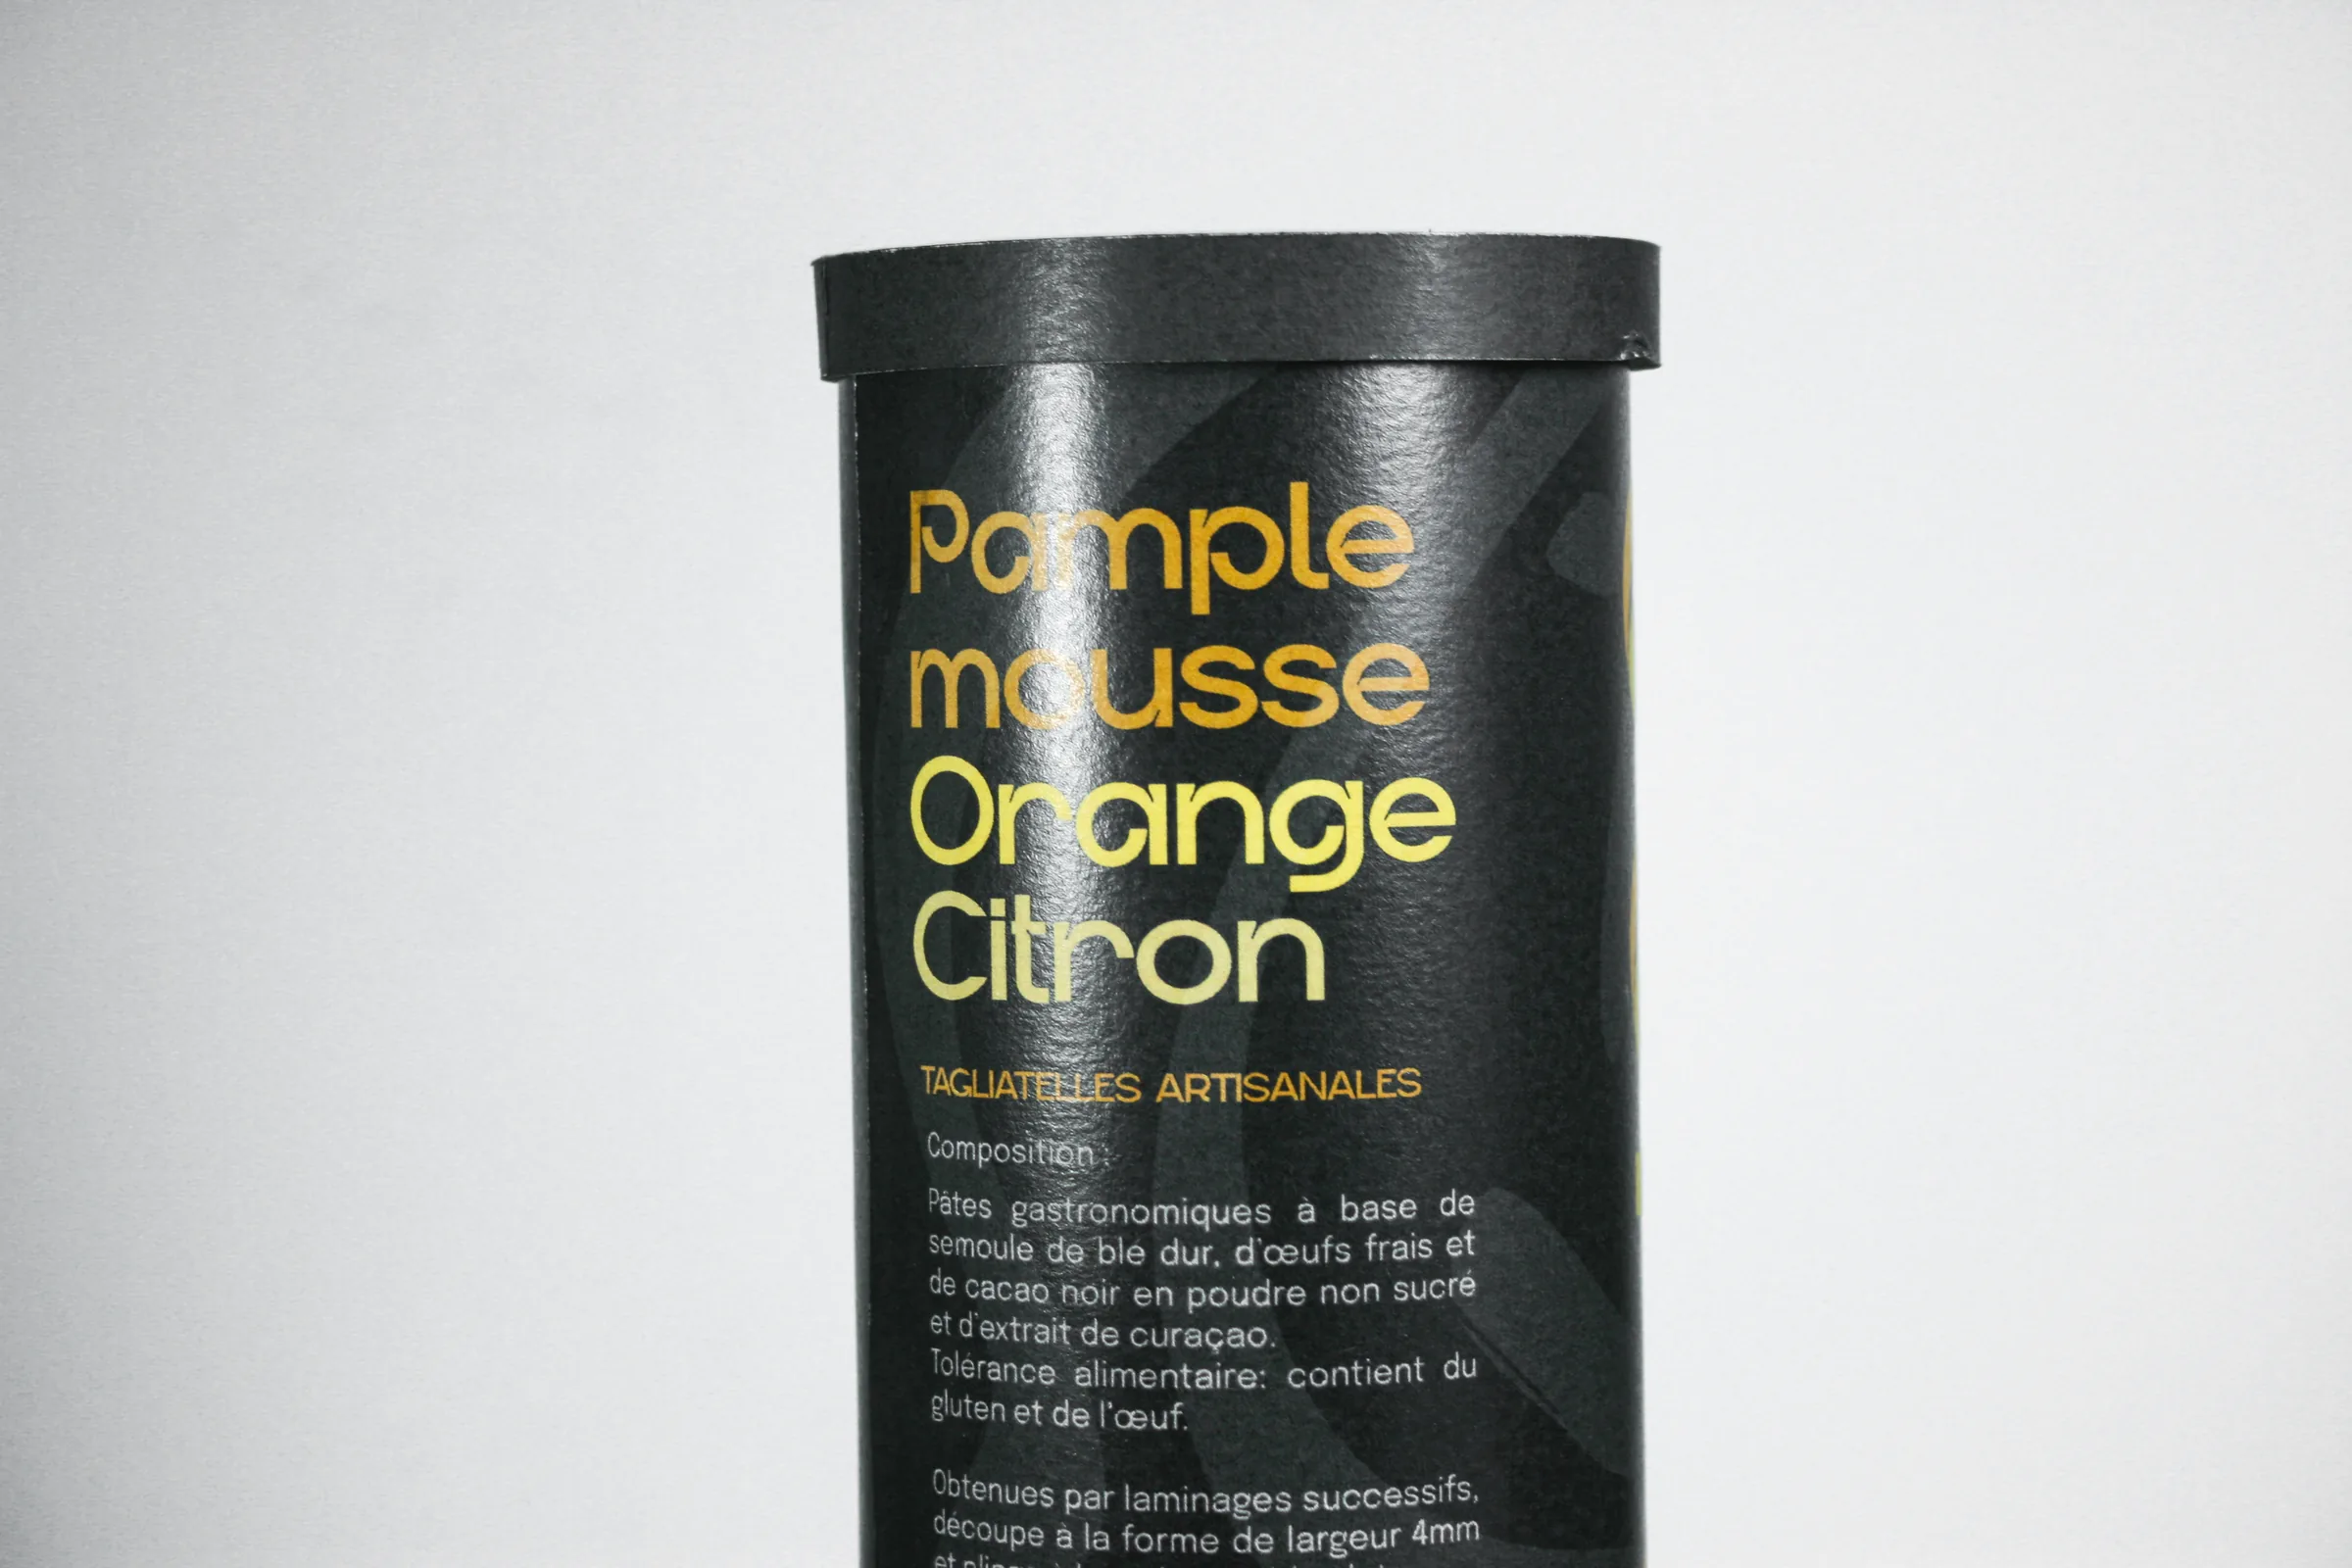 Pample
mousse
Orange
Citron
TAGLIATELLES ARTISANALES
Composition :
Pâtes gastronomiques à base de
semoule de blé dur, d'œufs frais et
de cacao noir en poudre non sucré
et d'extrait de curaçao.
Tolérance alimentaire: contient du
gluten et de l'œuf.
Obtenues par laminages successifs,
découpe à la forme de largeur 4mm
et